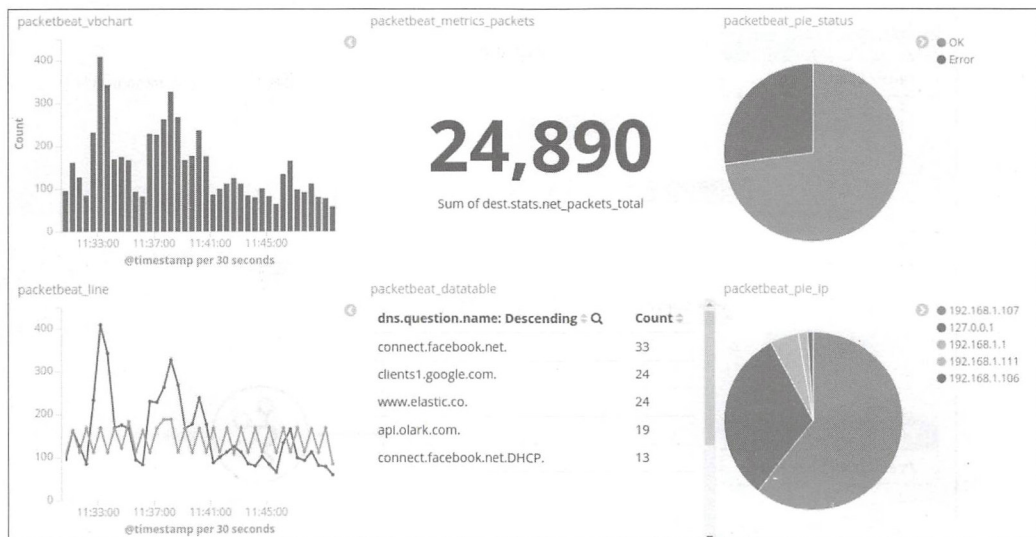 packetbeat_vbchart
400
300
200
100
0
Count
11:33:00 11:37:00 11:41:00 11:45:00
@timestamp per 30 seconds
packetbeat_metrics_packets
24,890
Sum of dest.stats.net_packets_total
packetbeat_pie_status
OK
Error
packetbeat_line
400
300
200
100
0
11:33:00 11:37:00 11:41:00 11:45:00
@timestamp per 30 seconds
packetbeat_datatable
dns.question.name: Descending Count
connect.facebook.net. 33
clients1.google.com. 24
www.elastic.co. 24
api.olark.com. 19
connect.facebook.net.DHCP. 13
packetbeat_pie_ip
192.168.1.107
127.0.0.1
192.168.1.1
192.168.1.111
192.168.1.106